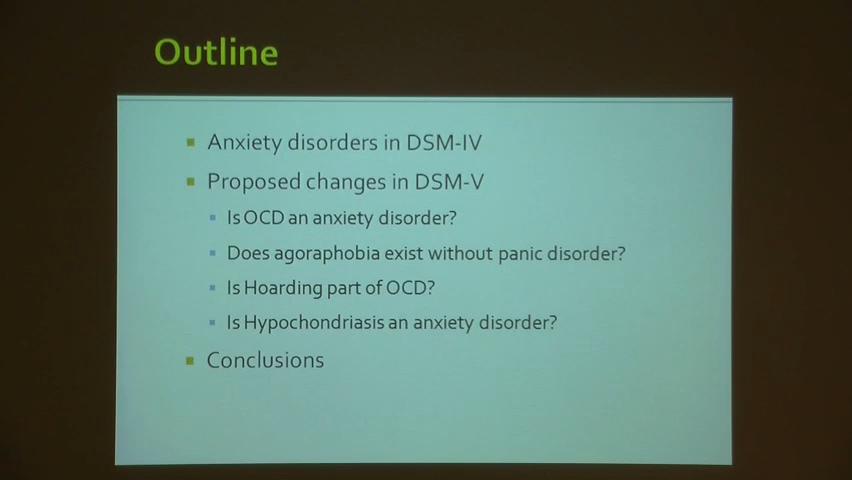 Outline
Anxiety disorders in DSM-IV
Proposed changes in DSM-V
Is OCD an anxiety disorder?
Does agoraphobia exist without panic disorder?
Is Hoarding part of OCD?
Is Hypochondriasis an anxiety disorder?
Conclusions